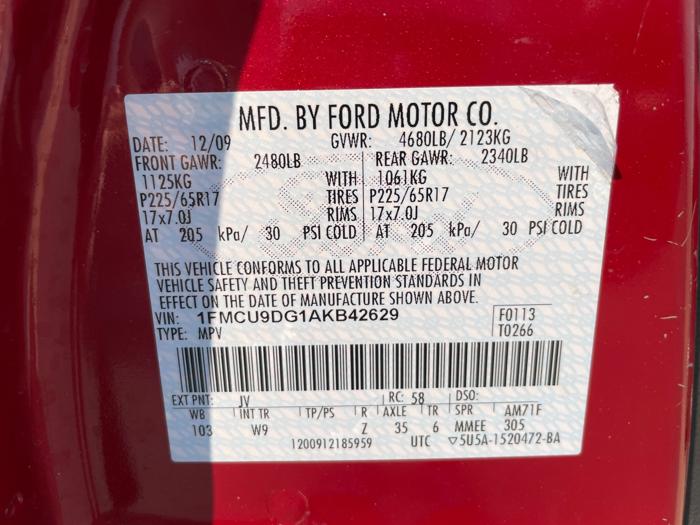 MFD. BY FORD MOTOR CO.
DATE: 12/09 GVWR: 4680LB/ 2123KG
FRONT GAWR: 2480LB REAR GAWR: 2340LB
1125KG WITH 1061KG WITH
P225/65R17 TIRES P225/65R17 TIRES
17x7.0J RIMS 17x7.0J RIMS
AT 205 kPa/ 30 PSI COLD AT 205 kPa/ 30 PSI COLD
THIS VEHICLE CONFORMS TO ALL APPLICABLE FEDERAL MOTOR
VEHICLE SAFETY AND THEFT PREVENTION STANDARDS IN
EFFECT ON THE DATE OF MANUFACTURE SHOWN ABOVE.
VIN: 1FMCU9DG1AKB42629 F0113
TYPE: MPV T0266
EXT PNT: JV RC: 58 DSO:
WB INT TR TP/PS R AXLE TR SPR AM71F
103 W9 Z 35 6 MMEE 305
1200912185959 UTC ▽5U5A-1520472-BA